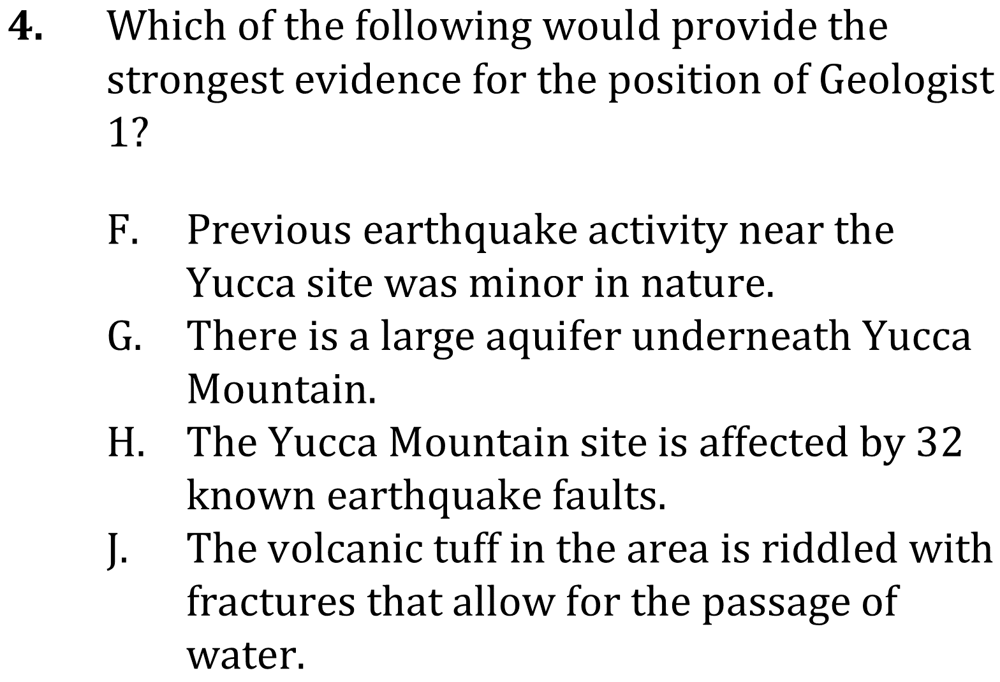 4. Which of the following would provide the
strongest evidence for the position of Geologist
1?
F. Previous earthquake activity near the
Yucca site was minor in nature.
G. There is a large aquifer underneath Yucca
Mountain.
H. The Yucca Mountain site is affected by 32
known earthquake faults.
J. The volcanic tuff in the area is riddled with
fractures that allow for the passage of
water.